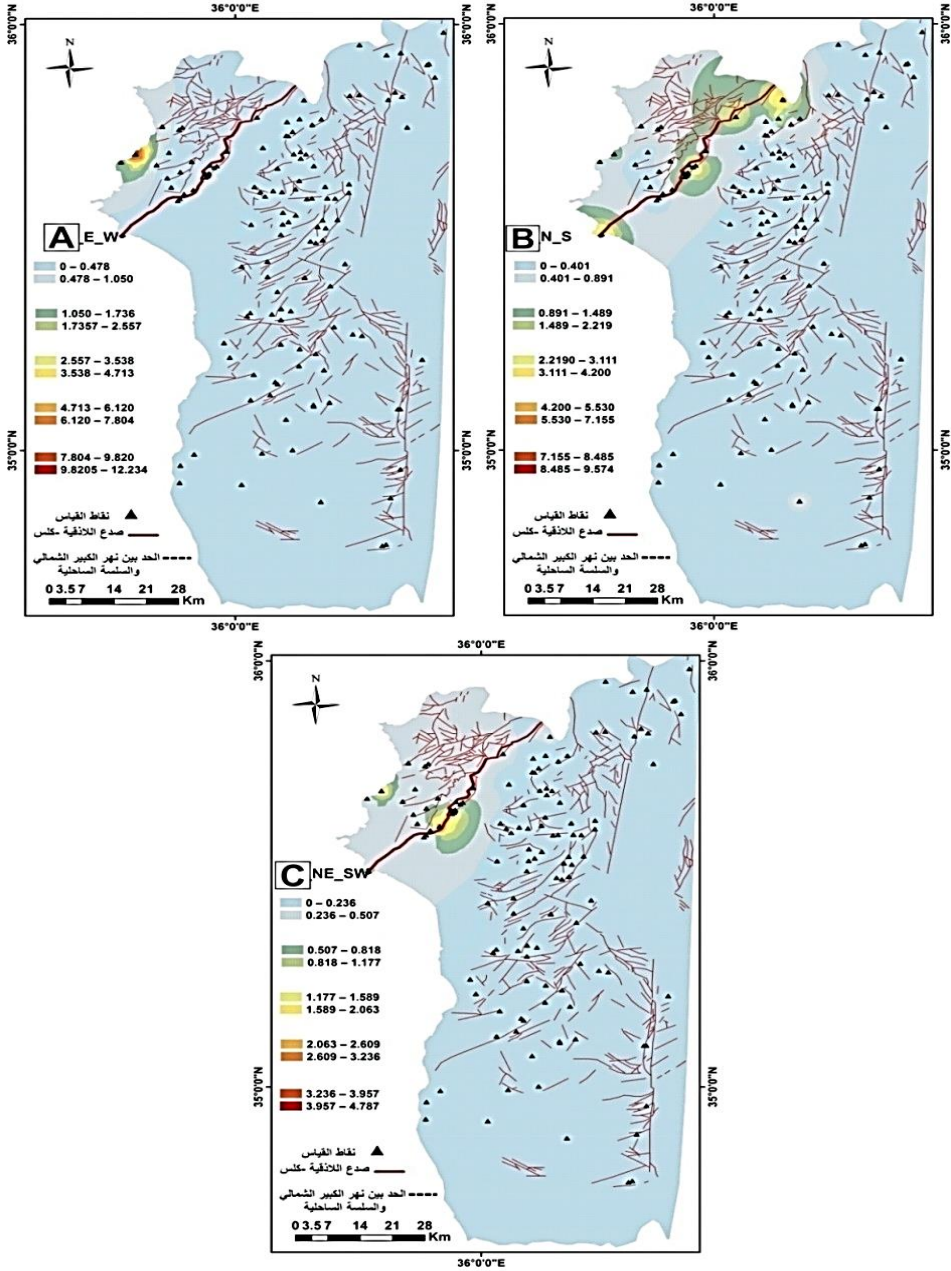 36°0'0"E
36°0'0"E
36°0'0"N
36°0'0"N
36°0'0"N
N
N
A E_W
0 – 0.478
0.478 – 1.050
1.050 – 1.736
1.7357 – 2.557
2.557 – 3.538
3.538 – 4.713
4.713 – 6.120
6.120 – 7.804
7.804 – 9.820
9.8205 – 12.234
نقاط القياس
صدع اللاذقية -كلس
الحد بين نهر الكبير الشمالي
والسلسة الساحلية
0 3.5 7 14 21 28
Km
B N_S
0 – 0.401
0.401 – 0.891
0.891 – 1.489
1.489 – 2.219
2.2190 – 3.111
3.111 – 4.200
4.200 – 5.530
5.530 – 7.155
7.155 – 8.485
8.485 – 9.574
نقاط القياس
صدع اللاذقية -كلس
الحد بين نهر الكبير الشمالي
والسلسة الساحلية
0 3.5 7 14 21 28
Km
35°0'0"N
35°0'0"N
35°0'0"N
36°0'0"E
36°0'0"E
36°0'0"E
36°0'0"N
36°0'0"N
N
C NE_SW
0 – 0.236
0.236 – 0.507
0.507 – 0.818
0.818 – 1.177
1.177 – 1.589
1.589 – 2.063
2.063 – 2.609
2.609 – 3.236
3.236 – 3.957
3.957 – 4.787
نقاط القياس
صدع اللاذقية -كلس
الحد بين نهر الكبير الشمالي
والسلسة الساحلية
0 3.5 7 14 21 28
Km
35°0'0"N
35°0'0"N
36°0'0"E